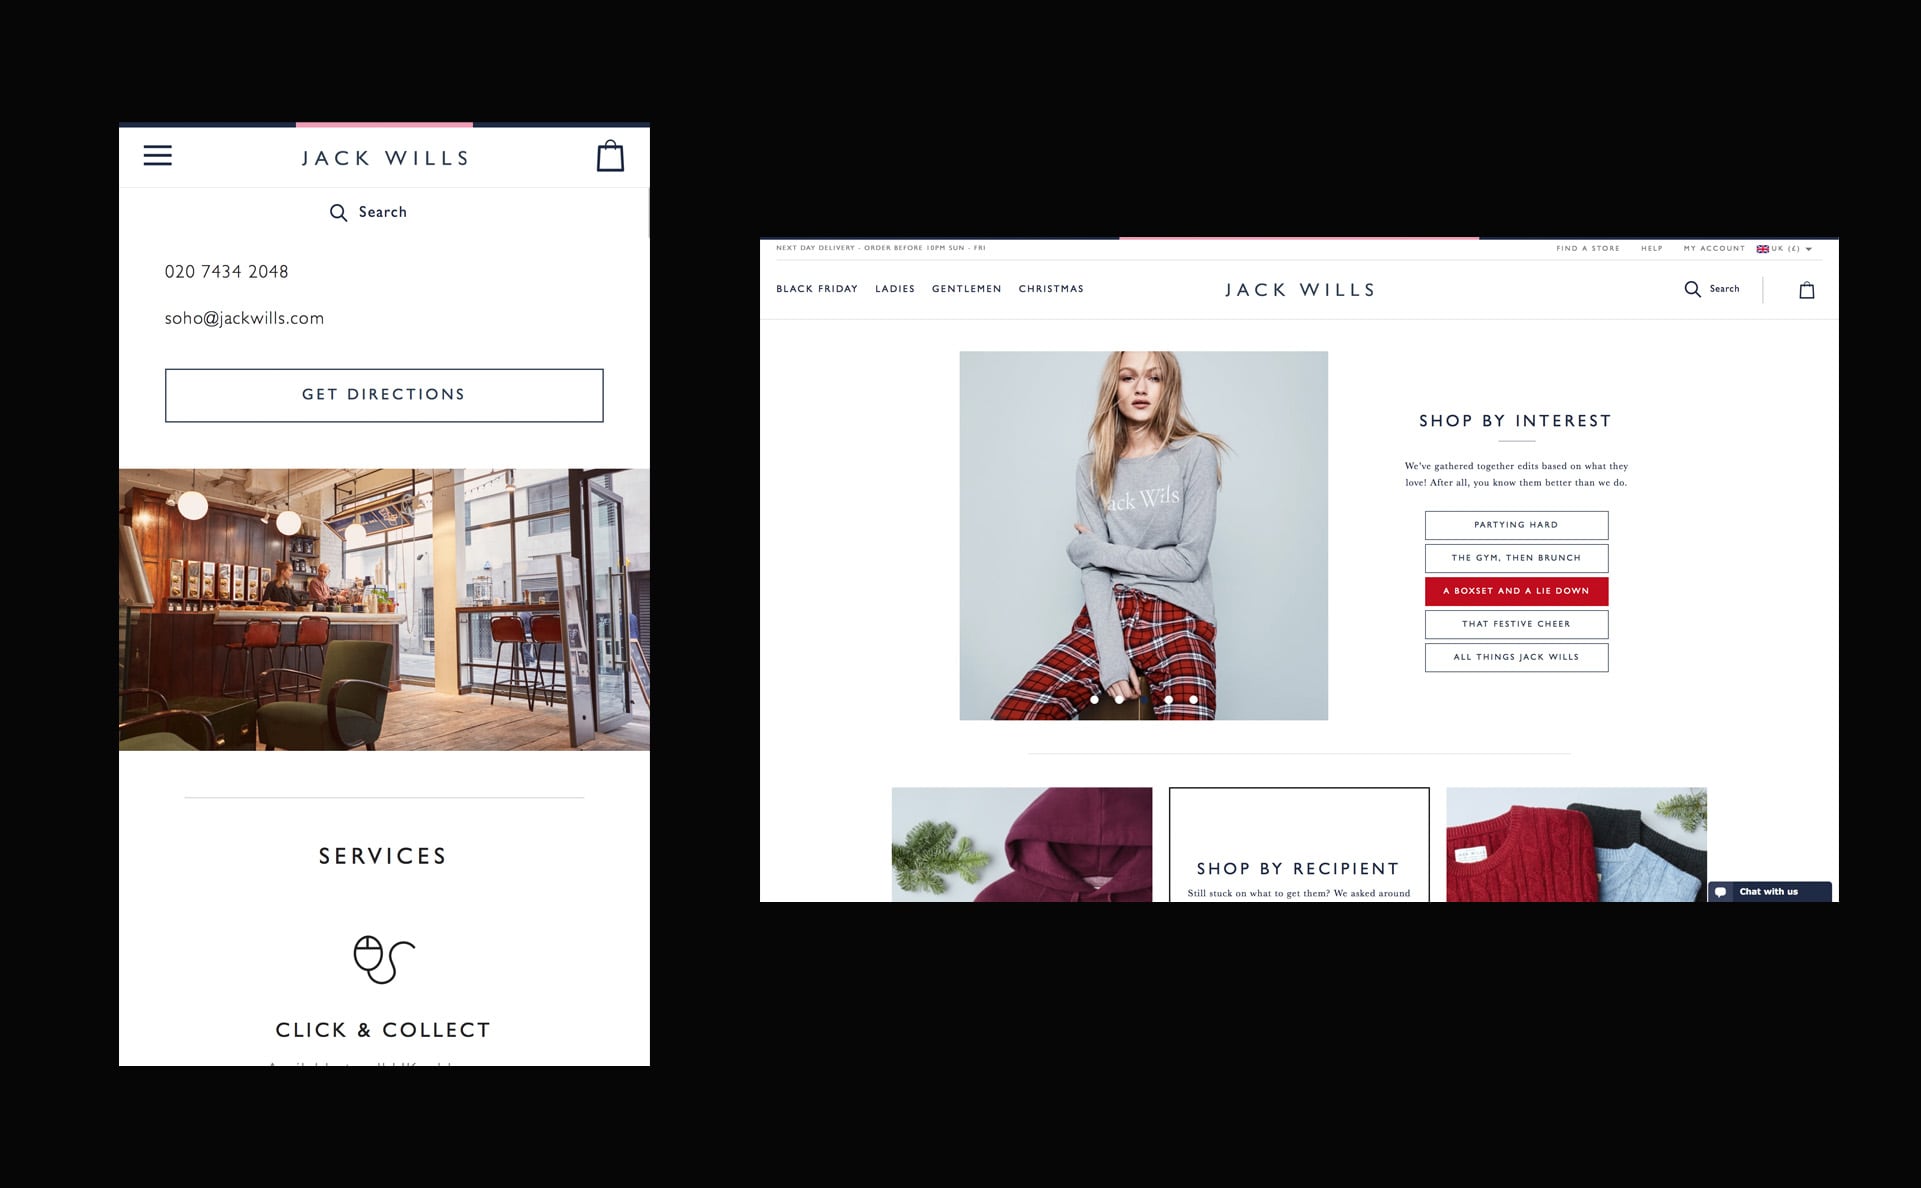 JACK WILLS
Search
020 7434 2048
soho@jackwills.com
GET DIRECTIONS
SERVICES
CLICK & COLLECT
NEXT DAY DELIVERY - ORDER BEFORE 10PM SUN - FRI
FIND A STORE HELP MY ACCOUNT UK (£)
BLACK FRIDAY LADIES GENTLEMEN CHRISTMAS
JACK WILLS
Search
ack Wills
SHOP BY INTEREST
We've gathered together edits based on what they
love! After all, you know them better than we do.
PARTYING HARD
THE GYM, THEN BRUNCH
A BOXSET AND A LIE DOWN
THAT FESTIVE CHEER
ALL THINGS JACK WILLS
SHOP BY RECIPIENT
Still stuck on what to get them? We asked around
Chat with us